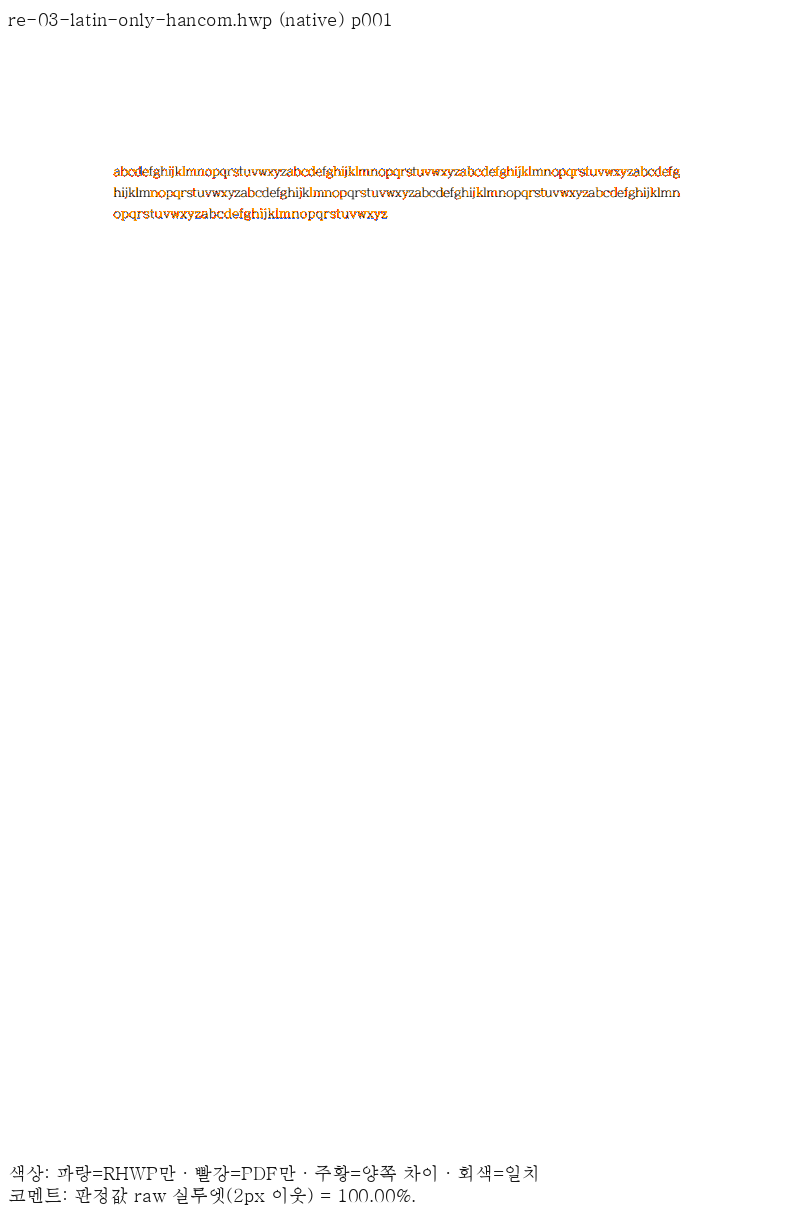 re-03-latin-only-hancom.hwp (native) p001
abcdefghijklmnopqrstuvwxyzabcdefghijklmnopqrstuvwxyzabcdefghijklmnopqrstuvwxyzabcdefg
hijklmnopqrstuvwxyzabcdefghijklmnopqrstuvwxyzabcdefghijklmnopqrstuvwxyzabcdefghijklmn
opqrstuvwxyzabcdefghijklmnopqrstuvwxyz
색상: 파랑=RHWP만 · 빨강=PDF만 · 주황=양쪽 차이 · 회색=일치
코멘트: 판정값 raw 실루엣(2px 이웃) = 100.00%.